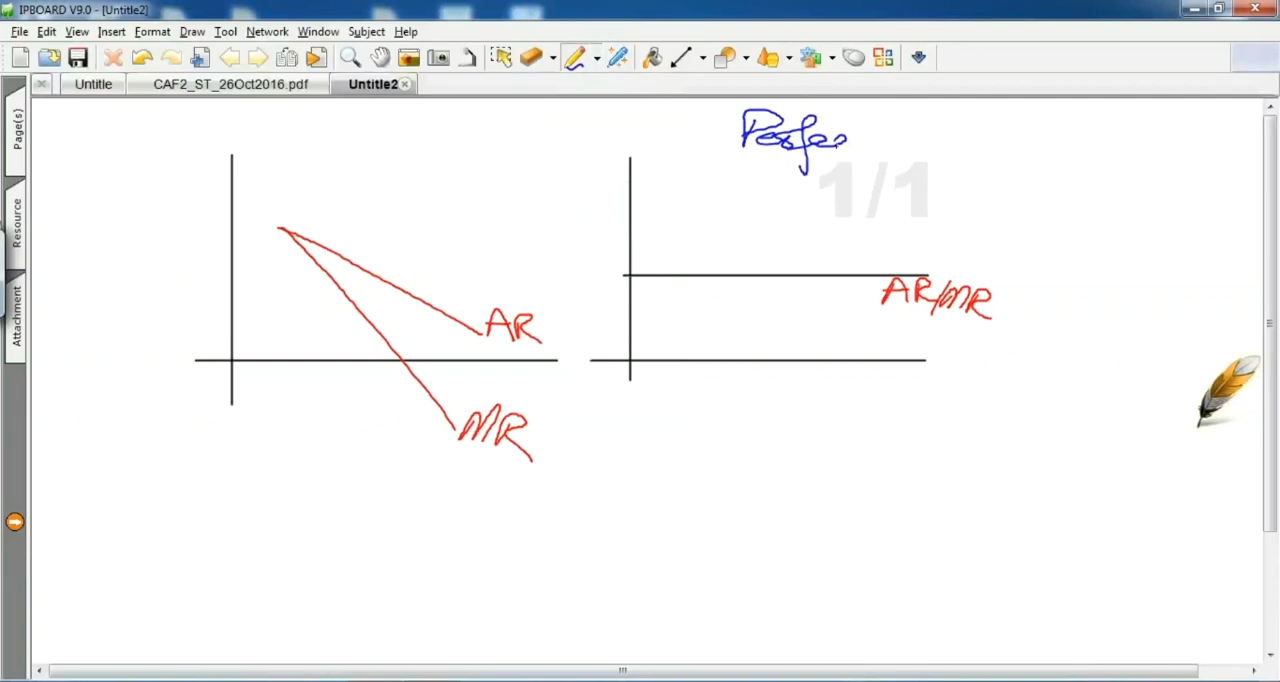 IPBOARD V9.0 - [Untitle2]
File Edit View Insert Format Draw Tool Network Window Subject Help
Untitle CAF2_ST_26Oct2016.pdf Untitle2
Page(s)
Resource
Attachment
Perfec
1/1
AR/MR
AR
MR